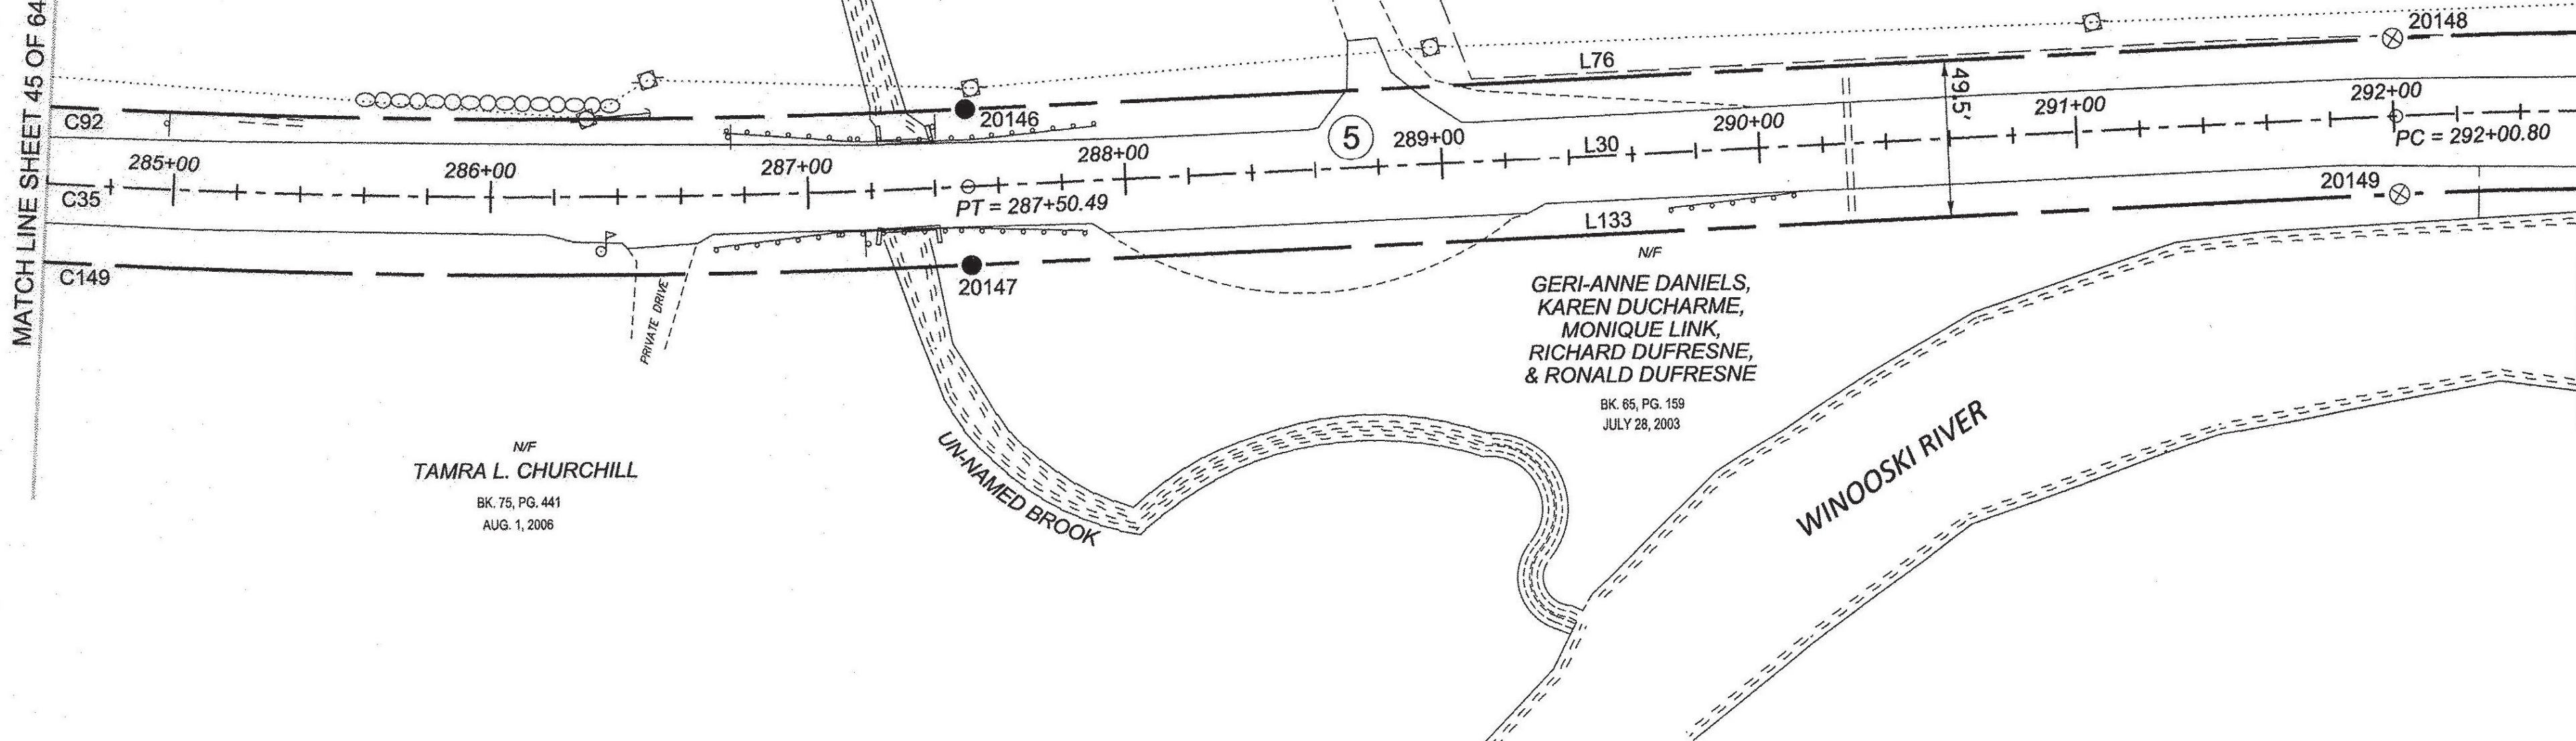 MATCH LINE SHEET 45 OF 64
20148
L76
49.5'
C92
20146
292+00
291+00
290+00
289+00
5
L30
288+00
287+00
286+00
285+00
PC = 292+00.80
C35
PT = 287+50.49
20149
L133
C149
20147
PRIVATE DRIVE
N/F
GERI-ANNE DANIELS,
KAREN DUCHARME,
MONIQUE LINK,
RICHARD DUFRESNE,
& RONALD DUFRESNE
BK. 65, PG. 159
JULY 28, 2003
N/F
TAMRA L. CHURCHILL
BK. 75, PG. 441
AUG. 1, 2006
UN-NAMED BROOK
WINOOSKI RIVER